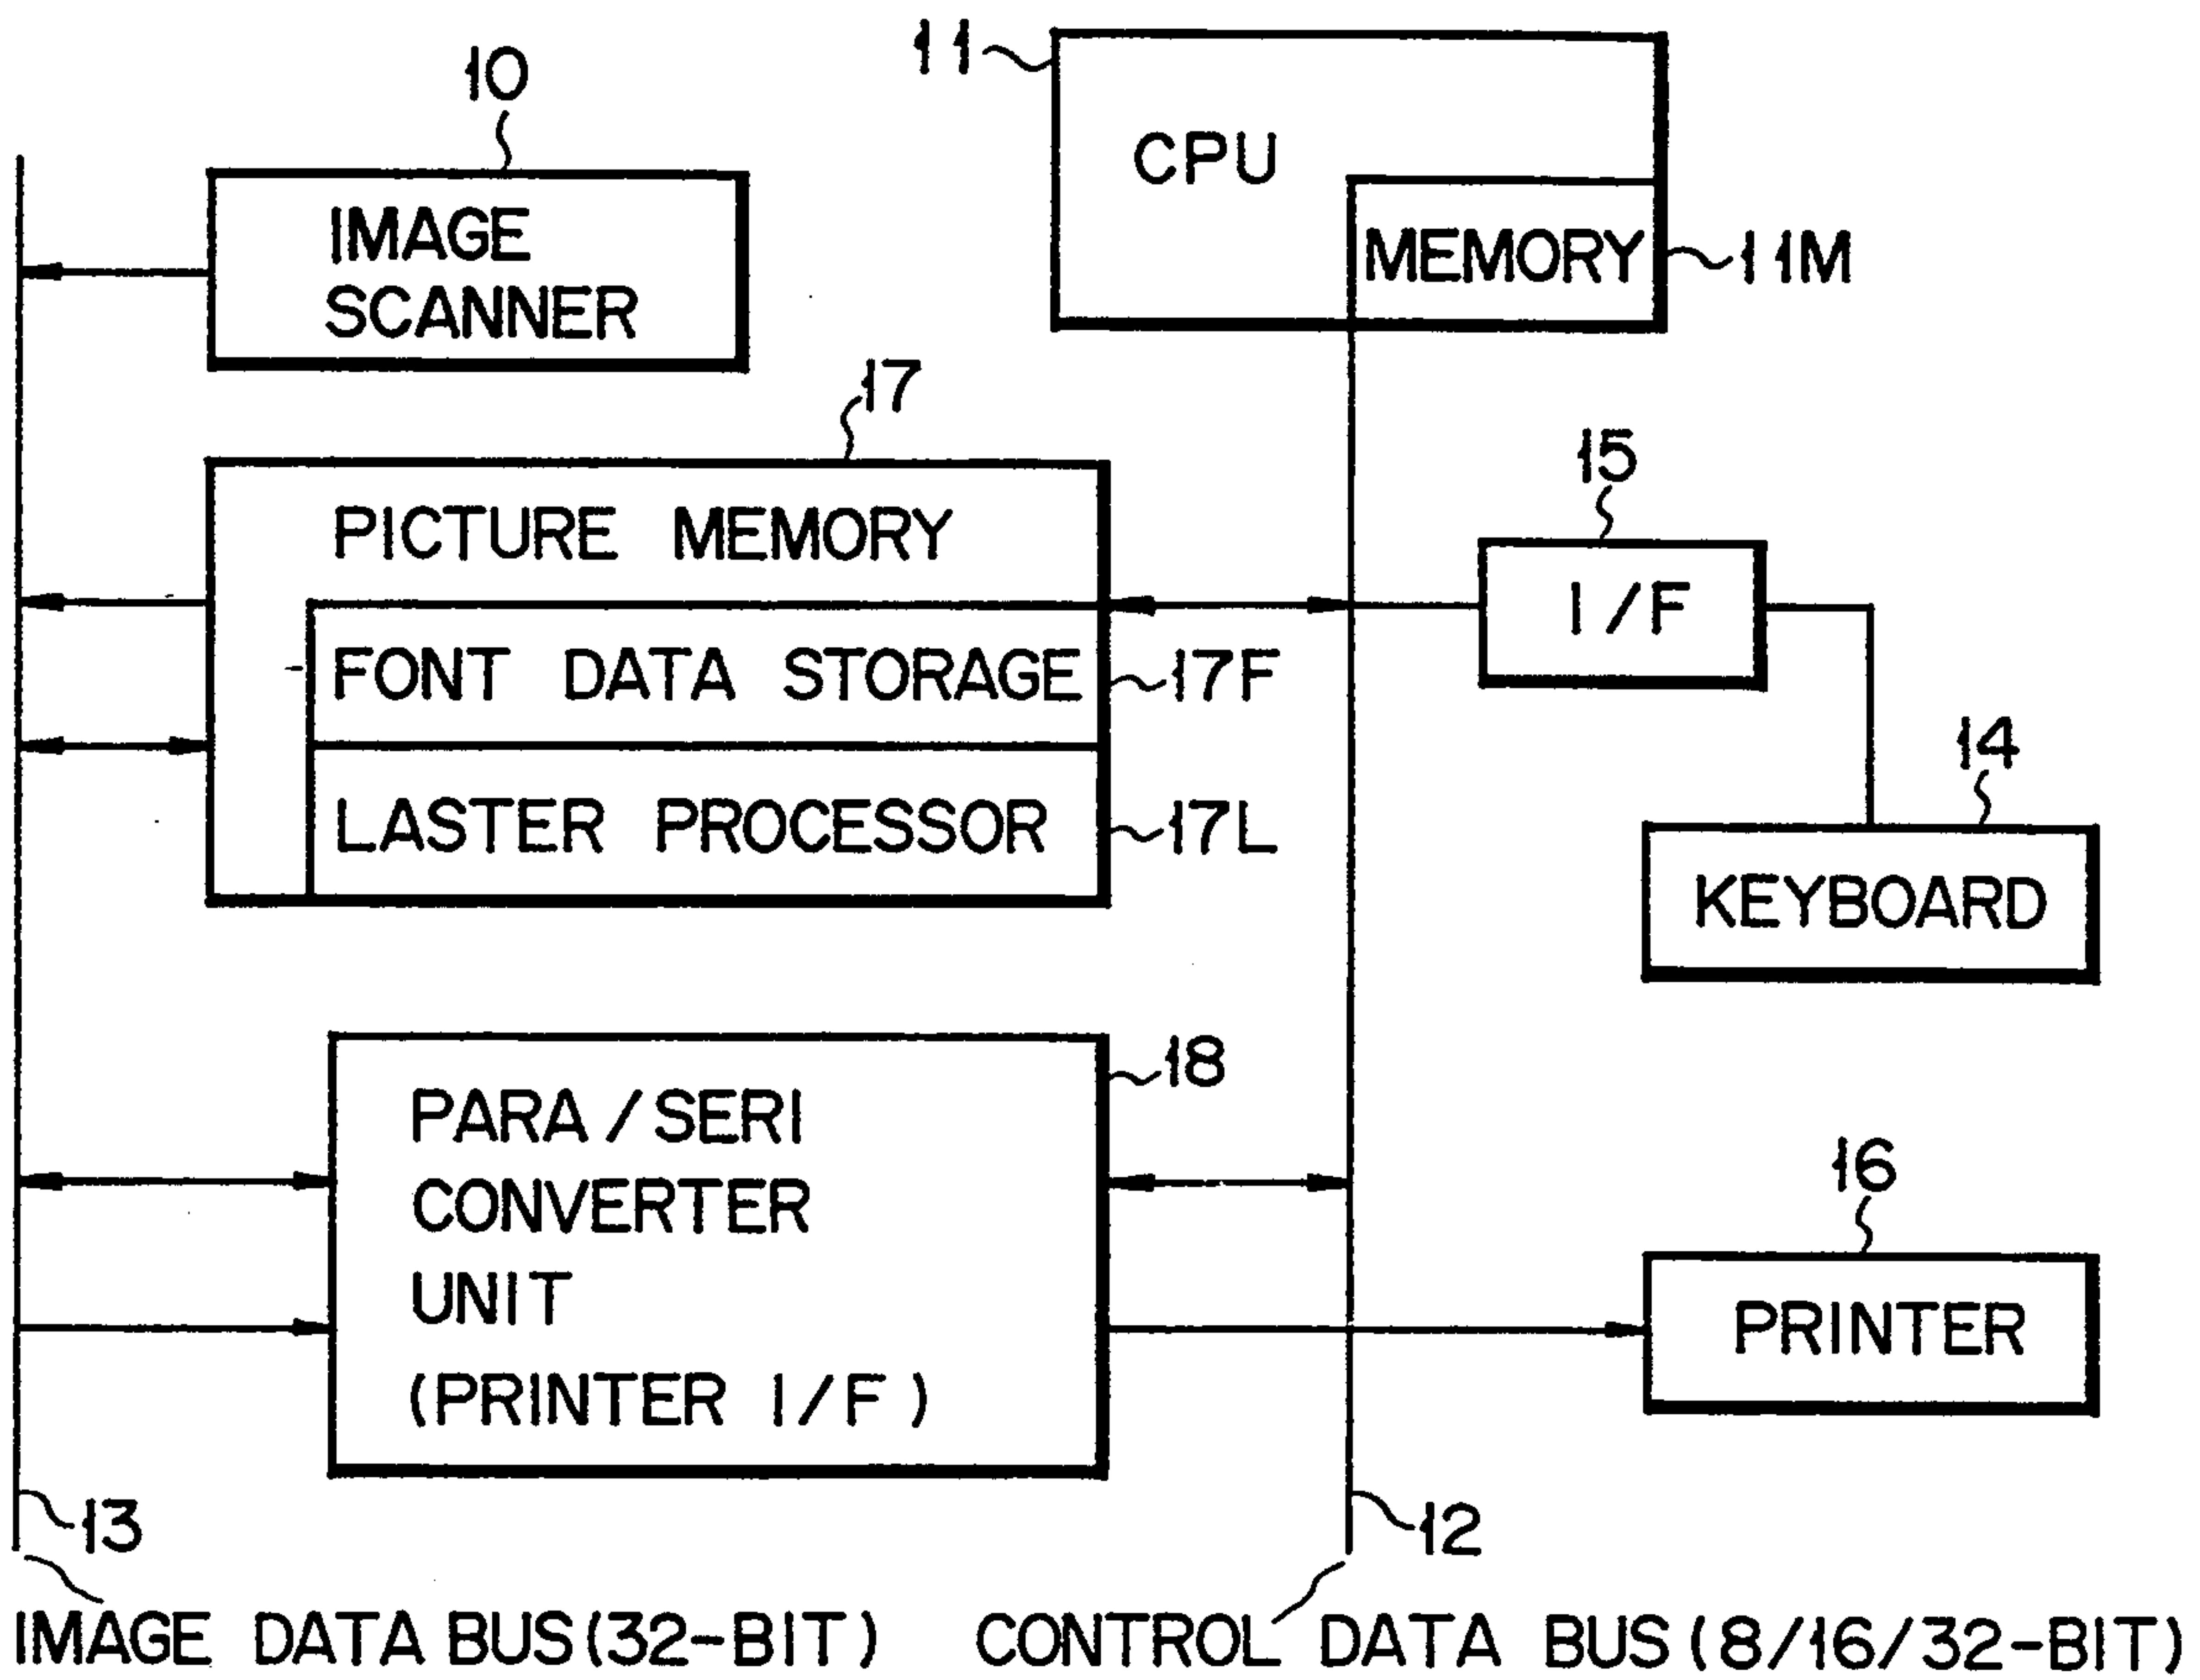 10
IMAGE
SCANNER
11
CPU
MEMORY
11M
17
PICTURE MEMORY
FONT DATA STORAGE
17F
LASTER PROCESSOR
17L
15
I/F
14
KEYBOARD
18
PARA/SERI
CONVERTER
UNIT
(PRINTER I/F)
16
PRINTER
13
12
IMAGE DATA BUS(32-BIT)
CONTROL DATA BUS(8/16/32-BIT)